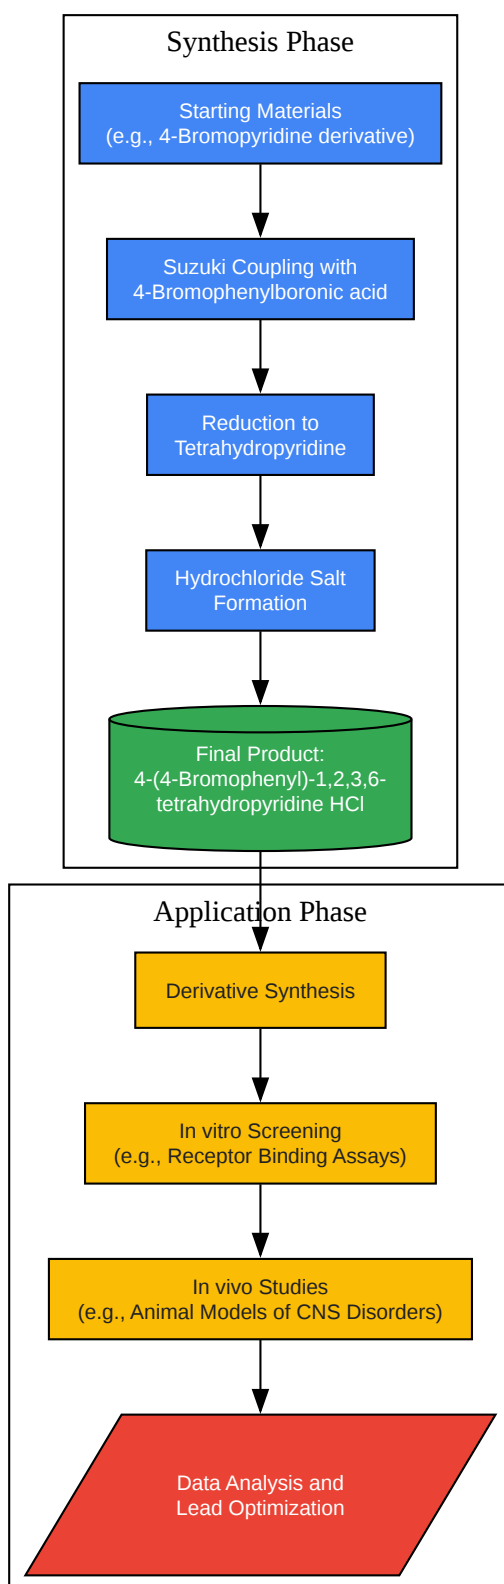 Synthesis Phase
Starting Materials
(e.g., 4-Bromopyridine derivative)
Suzuki Coupling with
4-Bromophenylboronic acid
Reduction to
Tetrahydropyridine
Hydrochloride Salt
Formation
Final Product:
4-(4-Bromophenyl)-1,2,3,6-
tetrahydropyridine HCl
Application Phase
Derivative Synthesis
In vitro Screening
(e.g., Receptor Binding Assays)
In vivo Studies
(e.g., Animal Models of CNS Disorders)
Data Analysis and
Lead Optimization